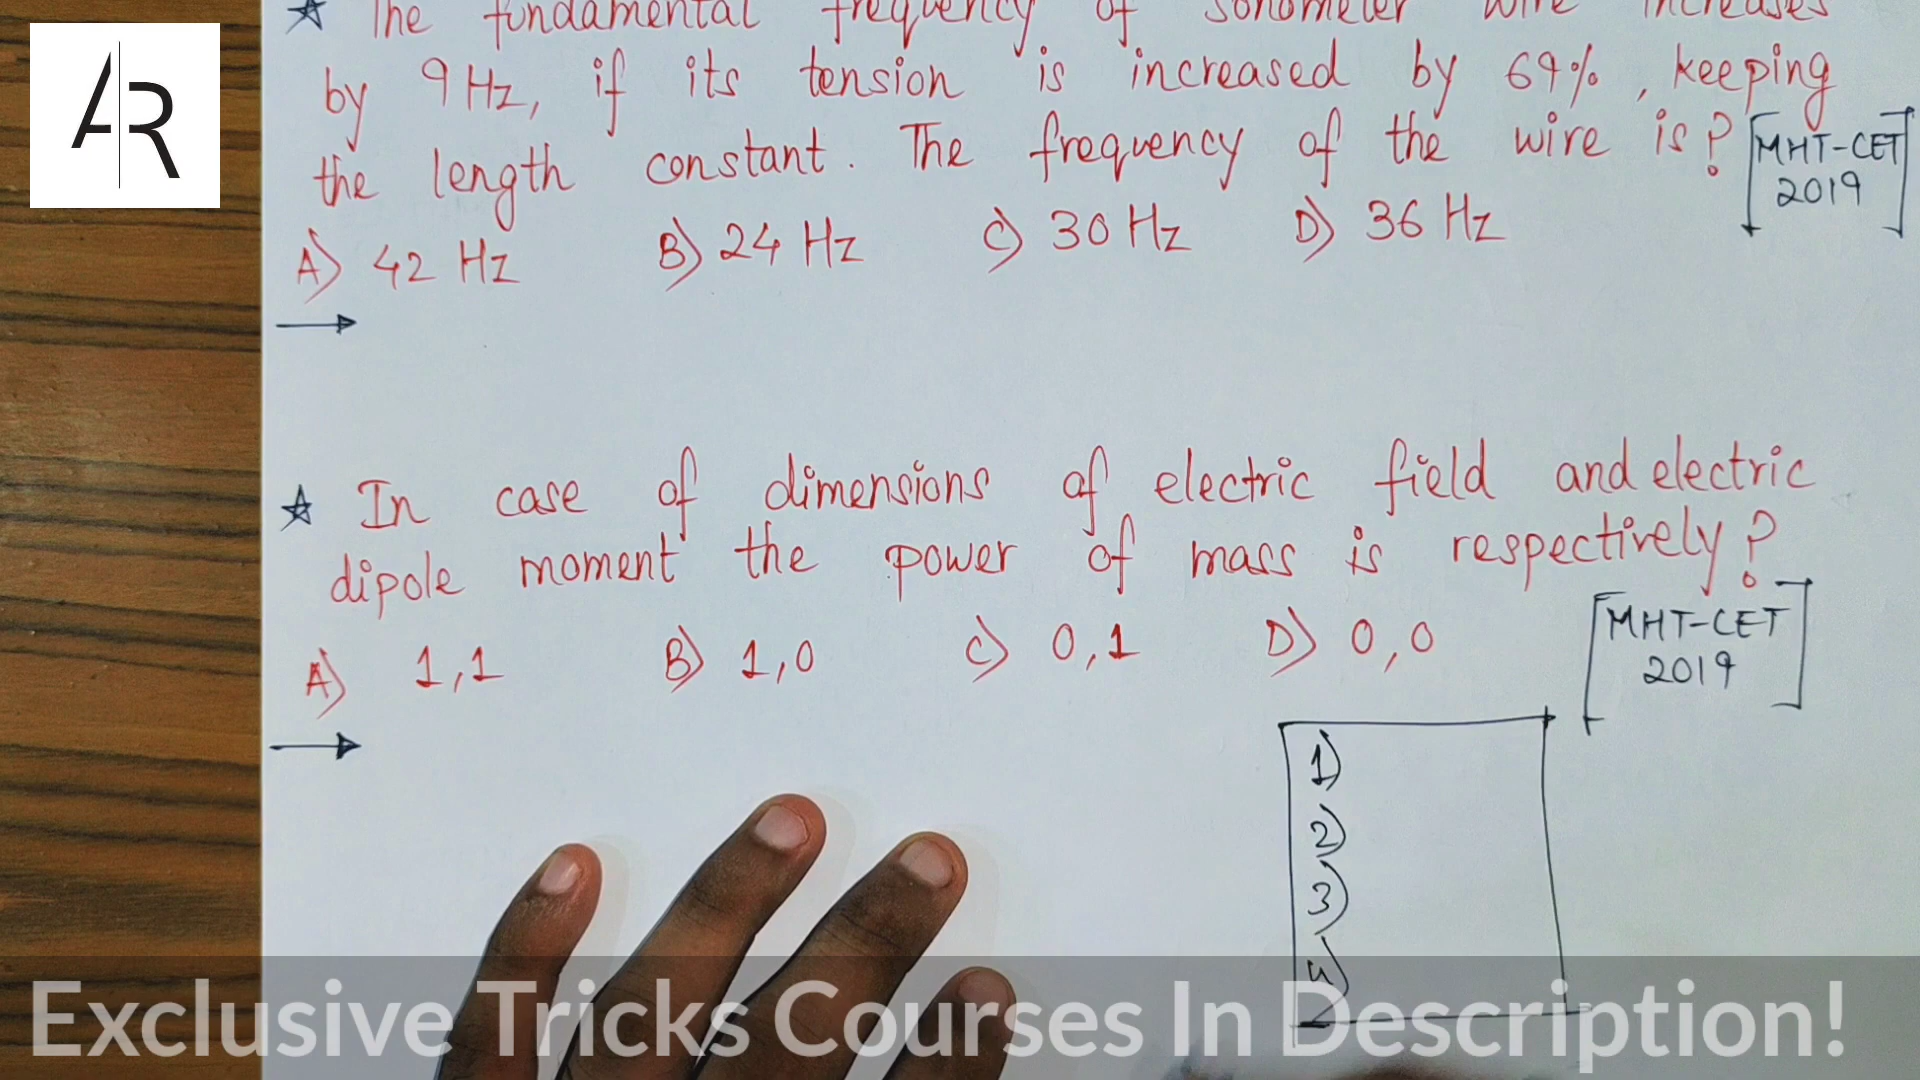 AR
The fundamental frequency of sonometer wire increases
by 9 Hz, if its tension is increased by 69%, keeping
the length constant. The frequency of the wire is?
[MHT-CET
2019]
A) 42 Hz B) 24 Hz C) 30 Hz D) 36 Hz
In case of dimensions of electric field and electric
dipole moment the power of mass is respectively?
[MHT-CET
2019]
A) 1,1 B) 1,0 C) 0,1 D) 0,0
1)
2)
3)
4)
Exclusive Tricks Courses In Description!